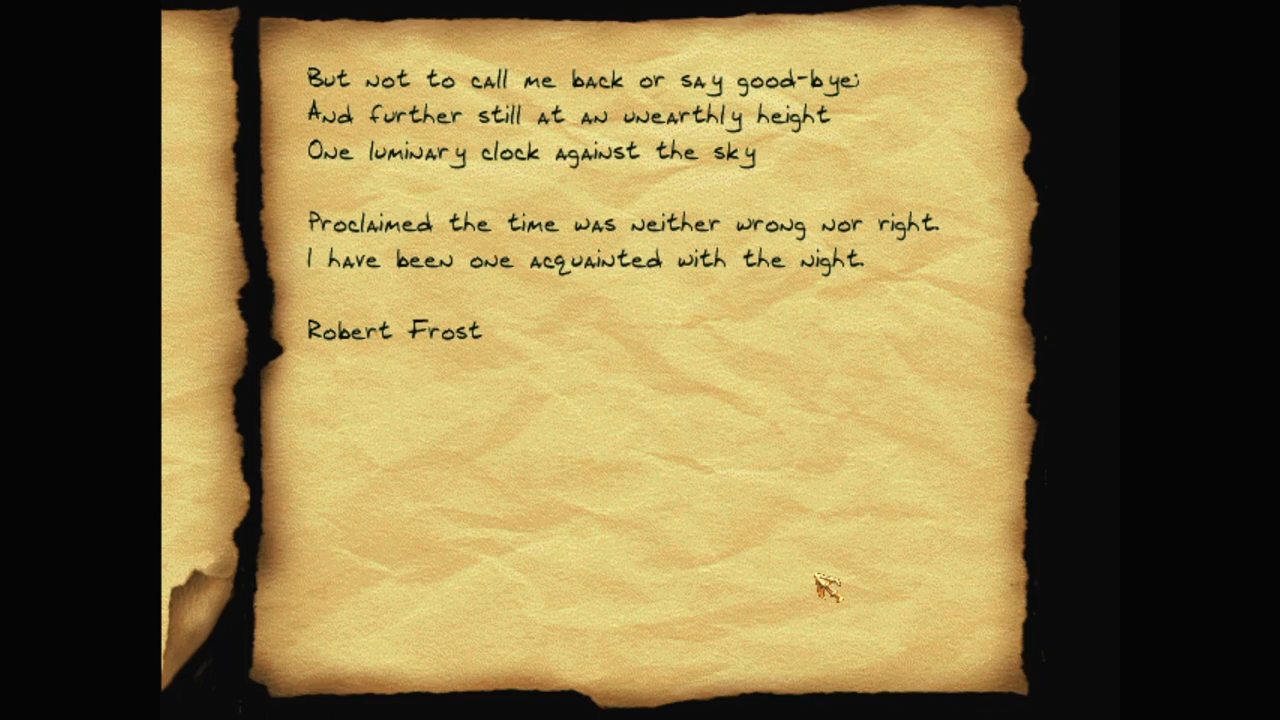 But not to call me back or say good-bye;
And further still at an unearthly height
One luminary clock against the sky
Proclaimed the time was neither wrong nor right.
I have been one acquainted with the night.
Robert Frost